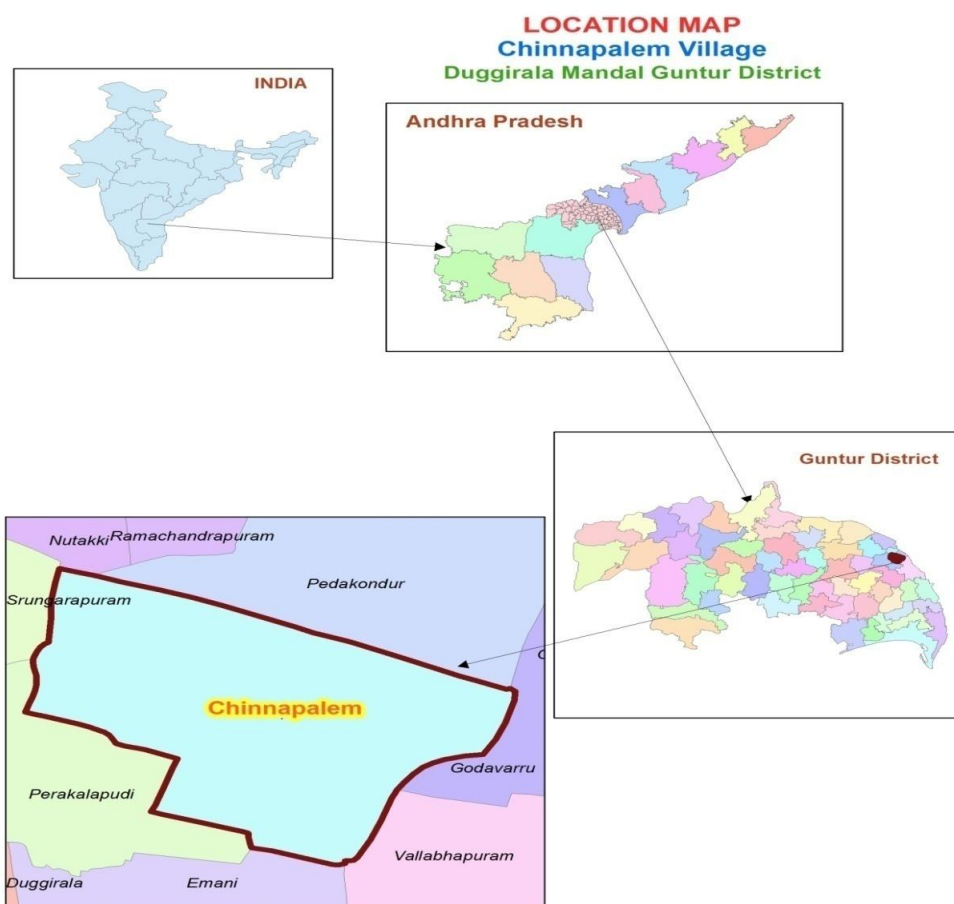 LOCATION MAP
Chinnapalem Village
Duggirala Mandal Guntur District
INDIA
Andhra Pradesh
Guntur District
Nutakki
Ramachandrapuram
Pedakondur
Srungarapuram
Chinnapalem
Godavarru
Perakalapudi
Vallabhapuram
Duggirala
Emani